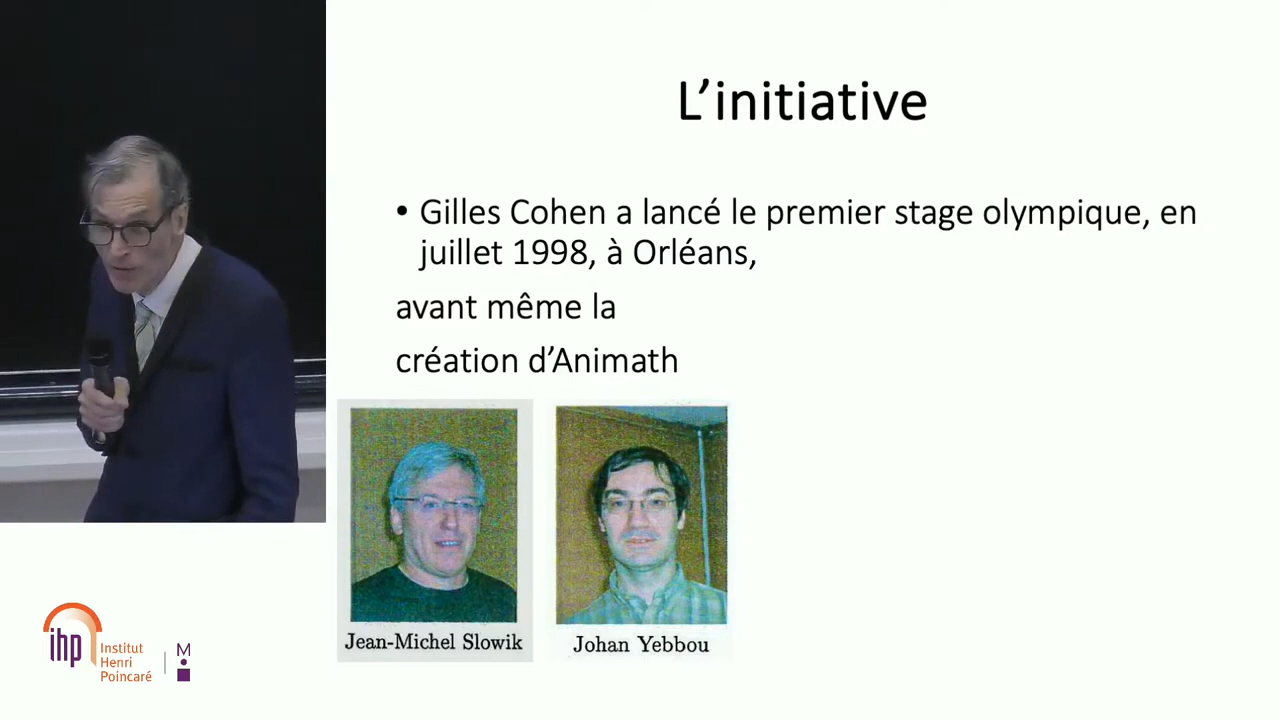 L’initiative
• Gilles Cohen a lancé le premier stage olympique, en
juillet 1998, à Orléans,
avant même la
création d’Animath
Jean-Michel Slowik
Johan Yebbou
ihp
Institut
Henri
Poincaré
M